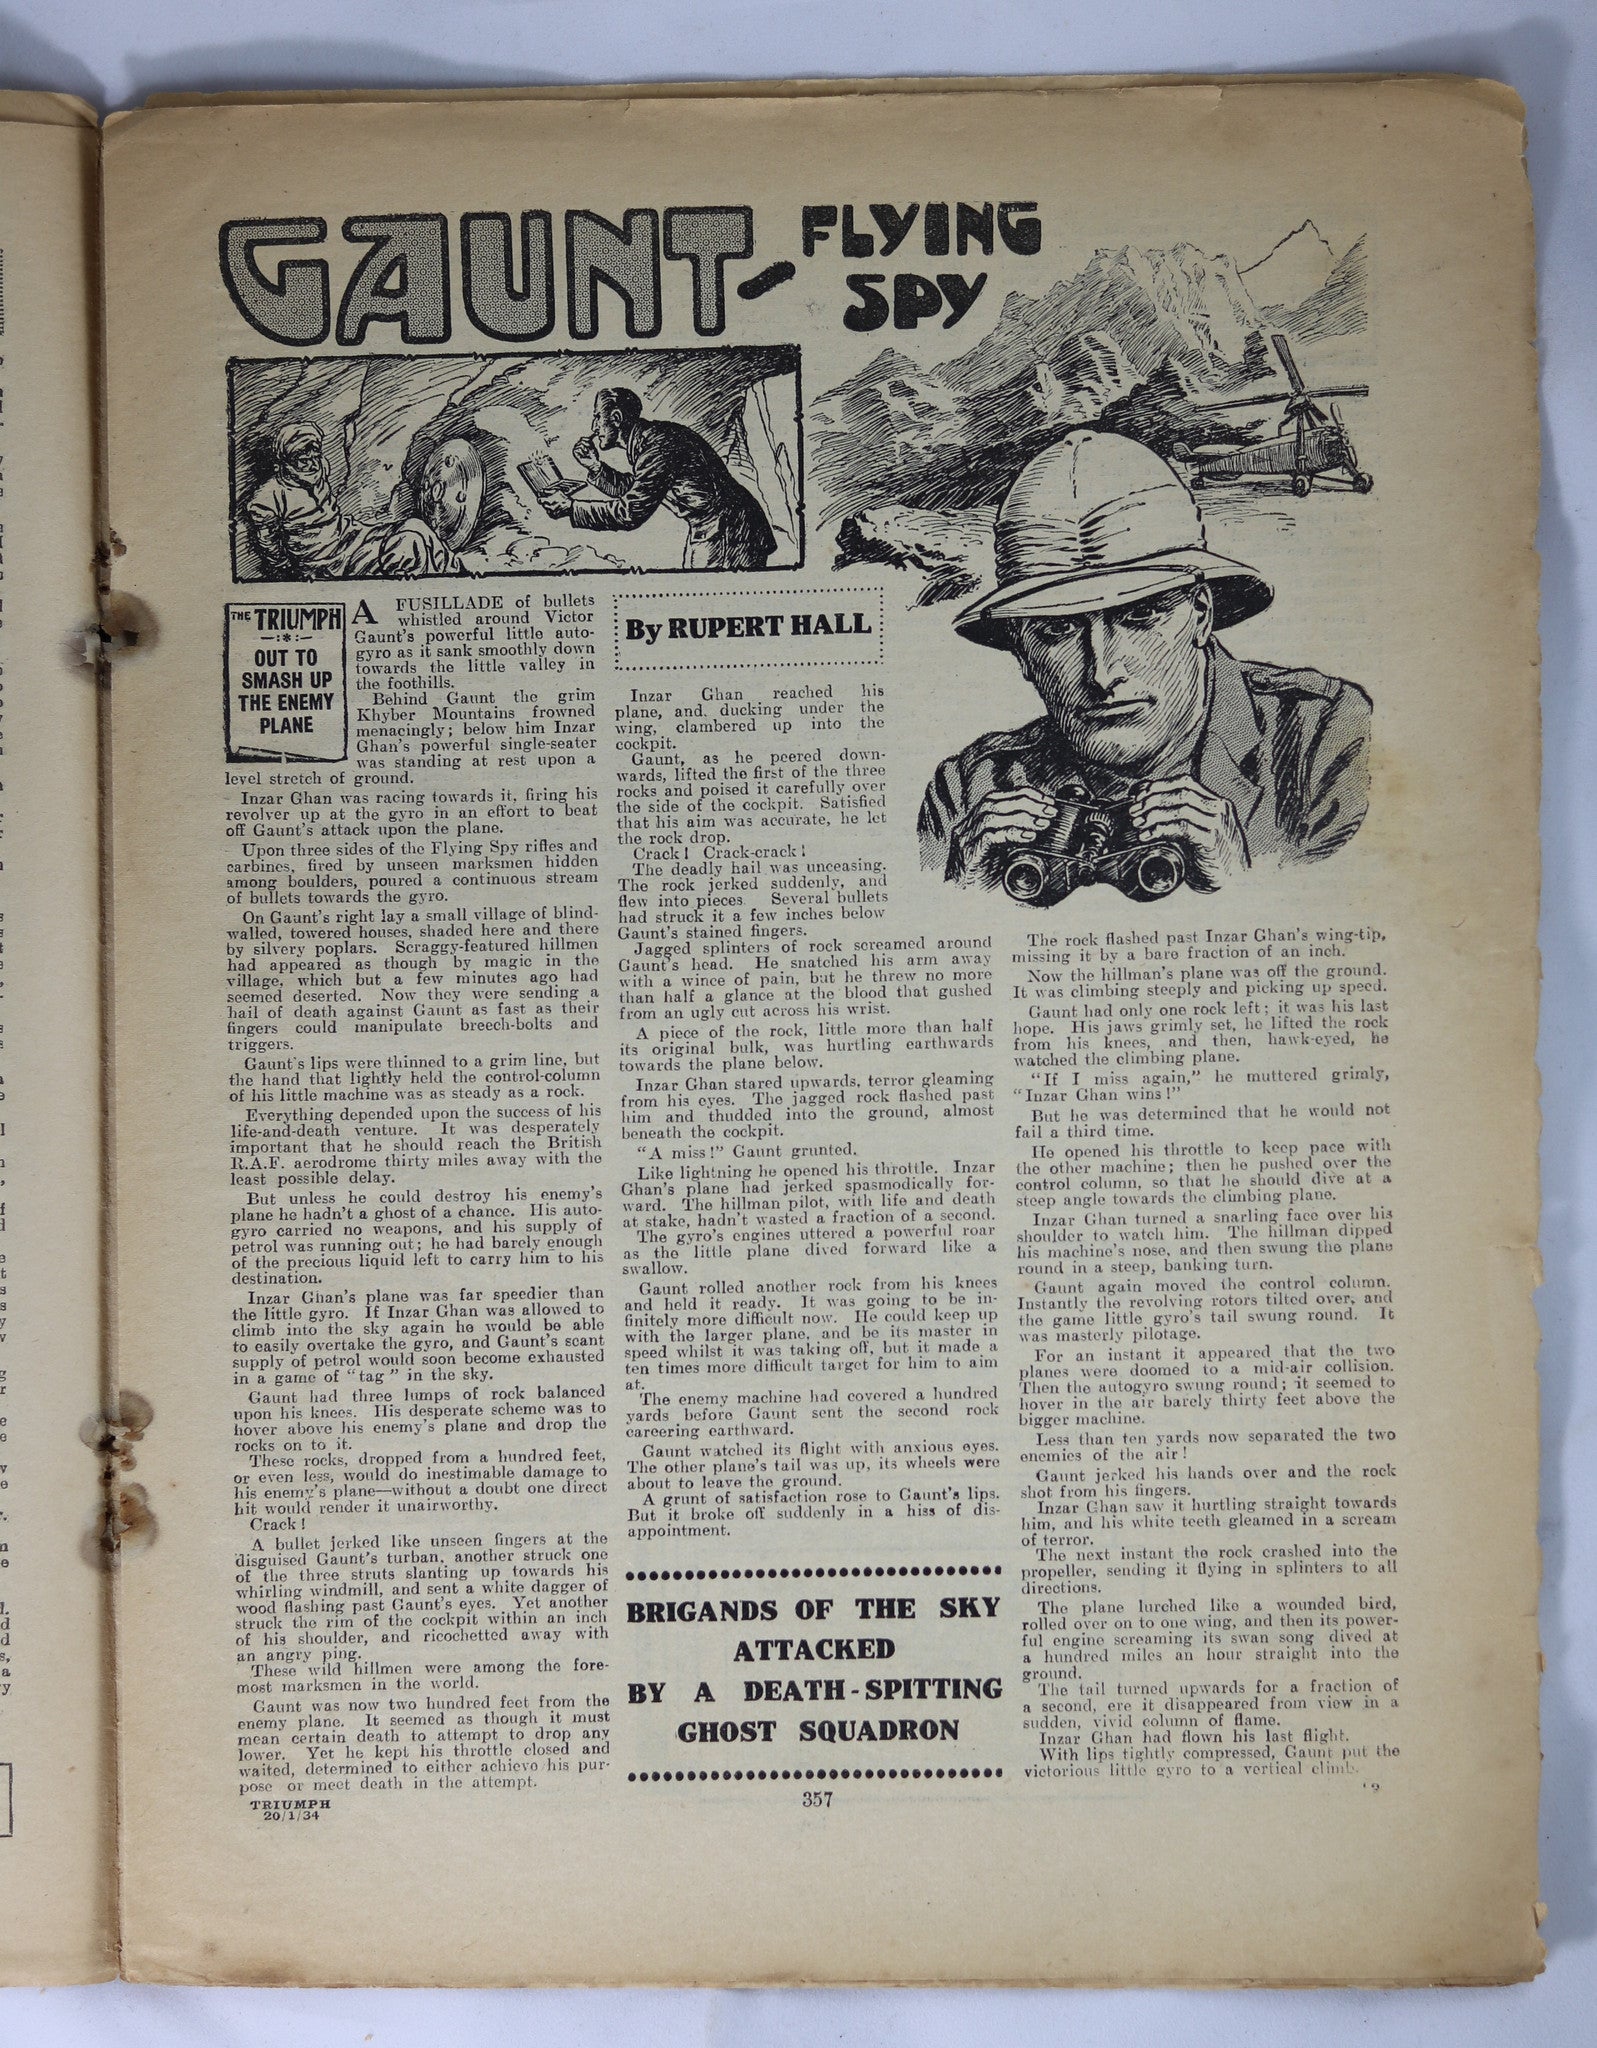 GAUNT-
FLYING
SPY
THE TRIUMPH
OUT TO
SMASH UP
THE ENEMY
PLANE
A FUSILLADE of bullets
whistled around Victor
Gaunt's powerful little auto-
gyro as it sank smoothly down
towards the little valley in
the foothills.
Behind Gaunt the grim
Khyber Mountains frowned
menacingly; below him Inzar
Ghan's powerful single-seater
was standing at rest upon a
level stretch of ground.
Inzar Ghan was racing towards it, firing his
revolver up at the gyro in an effort to beat
off Gaunt's attack upon the plane.
Upon three sides of the Flying Spy rifles and
carbines, fired by unseen marksmen hidden
among boulders, poured a continuous stream
of bullets towards the gyro.
On Gaunt's right lay a small village of blind-
walled, towered houses, shaded here and there
by silvery poplars. Scraggy-featured hillmen
had appeared as though by magic in the
village, which but a few minutes ago had
seemed deserted. Now they were sending a
hail of death against Gaunt as fast as their
fingers could manipulate breech-bolts and
triggers.
Gaunt's lips were thinned to a grim line, but
the hand that lightly held the control-column
of his little machine was as steady as a rock.
Everything depended upon the success of his
life-and-death venture. It was desperately
important that he should reach the British
R.A.F. aerodrome thirty miles away with the
least possible delay.
But unless he could destroy his enemy's
plane he hadn't a ghost of a chance. His auto-
gyro carried no weapons, and his supply of
petrol was running out; he had barely enough
of the precious liquid left to carry him to his
destination.
Inzar Ghan's plane was far speedier than
the little gyro. If Inzar Ghan was allowed to
climb into the sky again he would be able
to easily overtake the gyro, and Gaunt's scant
supply of petrol would soon become exhausted
in a game of "tag" in the sky.
Gaunt had three lumps of rock balanced
upon his knees. His desperate scheme was to
hover above his enemy's plane and drop the
rocks on to it.
These rocks, dropped from a hundred feet,
or even less, would do inestimable damage to
his enemy's plane—without a doubt one direct
hit would render it unairworthy.
Crack!
A bullet jerked like unseen fingers at the
disguised Gaunt's turban, another struck one
of the three struts slanting up towards his
whirling windmill, and sent a white dagger of
wood flashing past Gaunt's eyes. Yet another
struck the rim of the cockpit within an inch
of his shoulder, and ricochetted away with
an angry ping.
These wild hillmen were among the fore-
most marksmen in the world.
Gaunt was now two hundred feet from the
enemy plane. It seemed as though it must
mean certain death to attempt to drop any
lower. Yet he kept his throttle closed and
waited, determined to either achieve his pur-
pose or meet death in the attempt.
TRIUMPH
20/1/34
By RUPERT HALL
Inzar Ghan reached his
plane, and, ducking under the
wing, clambered up into the
cockpit.
Gaunt, as he peered down-
wards, lifted the first of the three
rocks and poised it carefully over
the side of the cockpit. Satisfied
that his aim was accurate, he let
the rock drop.
Crack! Crack-crack!
The deadly hail was unceasing.
The rock jerked suddenly, and
flew into pieces. Several bullets
had struck it a few inches below
Gaunt's stained fingers.
Jagged splinters of rock screamed around
Gaunt's head. He snatched his arm away
with a wince of pain, but he threw no more
than half a glance at the blood that gushed
from an ugly cut across his wrist.
A piece of the rock, little more than half
its original bulk, was hurtling earthwards
towards the plane below.
Inzar Ghan stared upwards, terror gleaming
from his eyes. The jagged rock flashed past
him and thudded into the ground, almost
beneath the cockpit.
"A miss!" Gaunt grunted.
Like lightning he opened his throttle. Inzar
Ghan's plane had jerked spasmodically for-
ward. The hillman pilot, with life and death
at stake, hadn't wasted a fraction of a second.
The gyro's engines uttered a powerful roar
as the little plane dived forward like a
swallow.
Gaunt rolled another rock from his knees
and held it ready. It was going to be in-
finitely more difficult now. He could keep up
with the larger plane, and be its master in
speed whilst it was taking off, but it made a
ten times more difficult target for him to aim
at.
The enemy machine had covered a hundred
yards before Gaunt sent the second rock
careering earthward.
Gaunt watched its flight with anxious eyes.
The other plane's tail was up, its wheels were
about to leave the ground.
A grunt of satisfaction rose to Gaunt's lips.
But it broke off suddenly in a hiss of dis-
appointment.
BRIGANDS OF THE SKY
ATTACKED
BY A DEATH-SPITTING
GHOST SQUADRON
357
The rock flashed past Inzar Ghan's wing-tip,
missing it by a bare fraction of an inch.
Now the hillman's plane was off the ground.
It was climbing steeply and picking up speed.
Gaunt had only one rock left; it was his last
hope. His jaws grimly set, he lifted the rock
from his knees, and then, hawk-eyed, he
watched the climbing plane.
"If I miss again," he muttered grimly,
"Inzar Ghan wins!"
But he was determined that he would not
fail a third time.
He opened his throttle to keep pace with
the other machine; then he pushed over the
control column, so that he should dive at a
steep angle towards the climbing plane.
Inzar Ghan turned a snarling face over his
shoulder to watch him. The hillman dipped
his machine's nose, and then swung the plane
round in a steep, banking turn.
Gaunt again moved the control column.
Instantly the revolving rotors tilted over, and
the game little gyro's tail swung round. It
was masterly pilotage.
For an instant it appeared that the two
planes were doomed to a mid-air collision.
Then the autogyro swung round; it seemed to
hover in the air barely thirty feet above the
bigger machine.
Less than ten yards now separated the two
enemies of the air!
Gaunt jerked his hands over and the rock
shot from his fingers.
Inzar Ghan saw it hurtling straight towards
him, and his white teeth gleamed in a scream
of terror.
The next instant the rock crashed into the
propeller, sending it flying in splinters to all
directions.
The plane lurched like a wounded bird,
rolled over on to one wing, and then its power-
ful engine screaming its swan song dived at
a hundred miles an hour straight into the
ground.
The tail turned upwards for a fraction of
a second, ere it disappeared from view in a
sudden, vivid column of flame.
Inzar Ghan had flown his last flight.
With lips tightly compressed, Gaunt put the
victorious little gyro to a vertical climb.